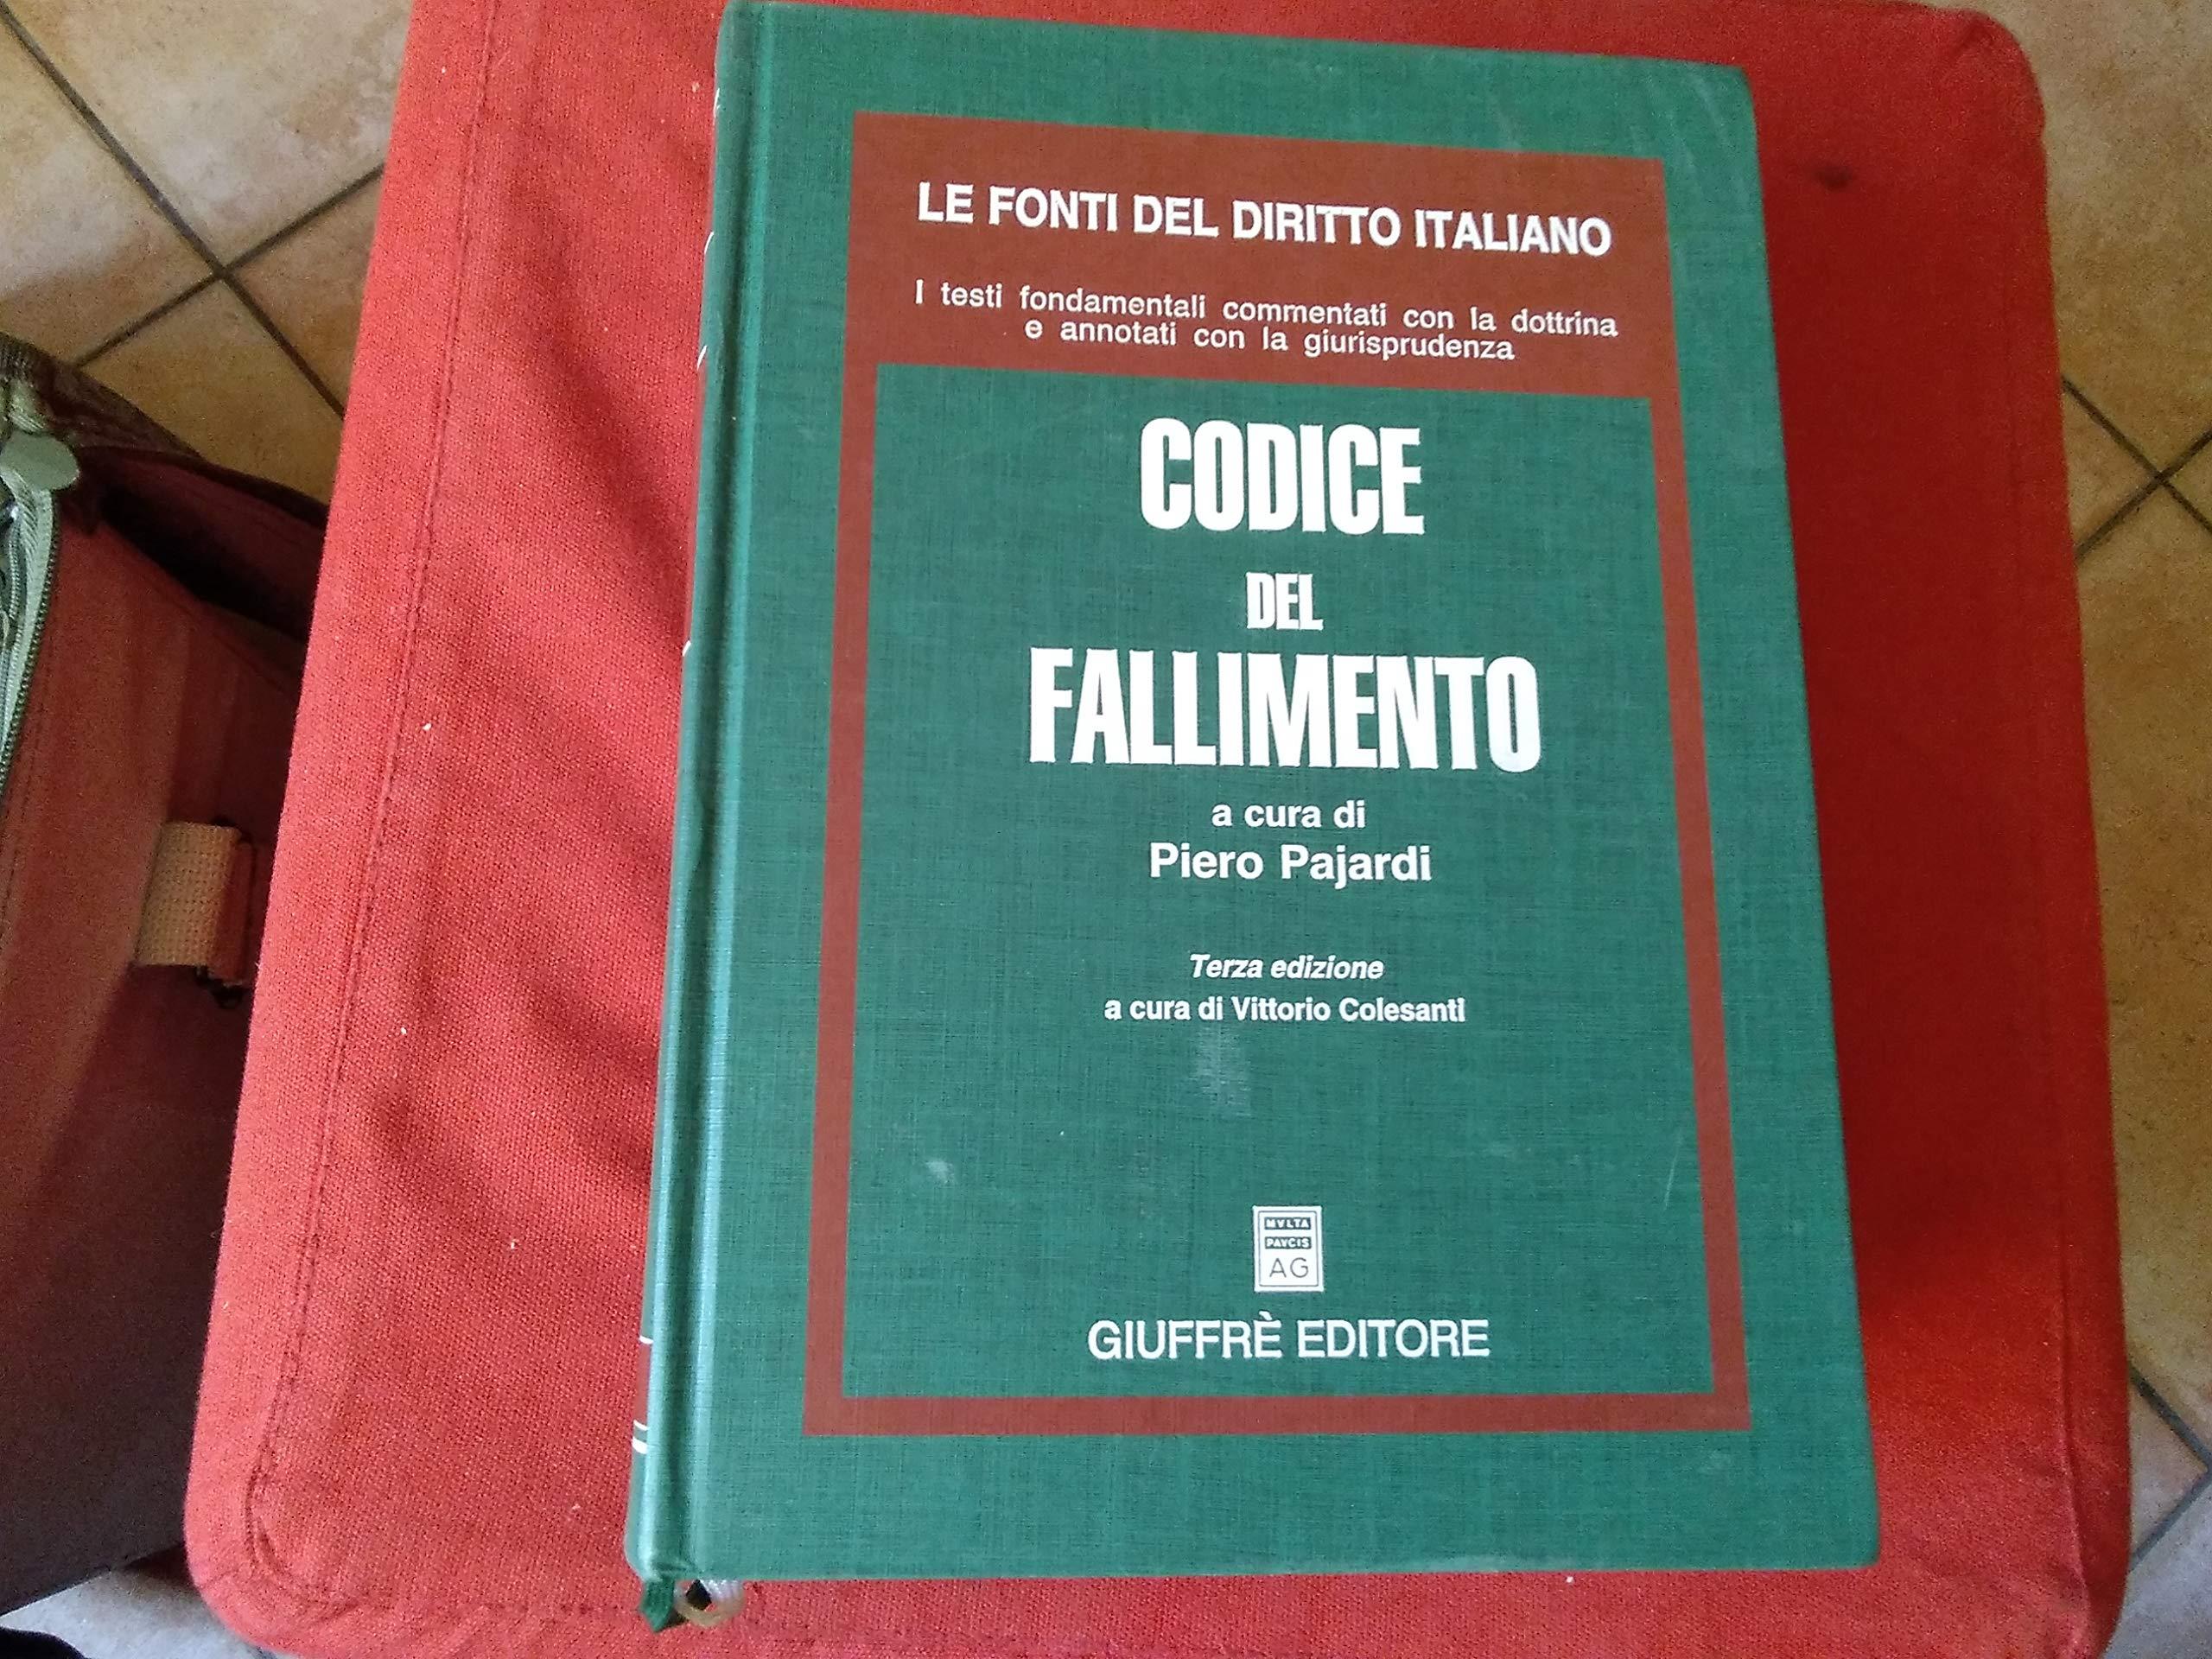 LE FONTI DEL DIRITTO ITALIANO
I testi fondamentali commentati con la dottrina
e annotati con la giurisprudenza
CODICE
DEL
FALLIMENTO
a cura di
Piero Pajardi
Terza edizione
a cura di Vittorio Colesanti
MVLTA
PAVCIS
AG
GIUFFRÈ EDITORE